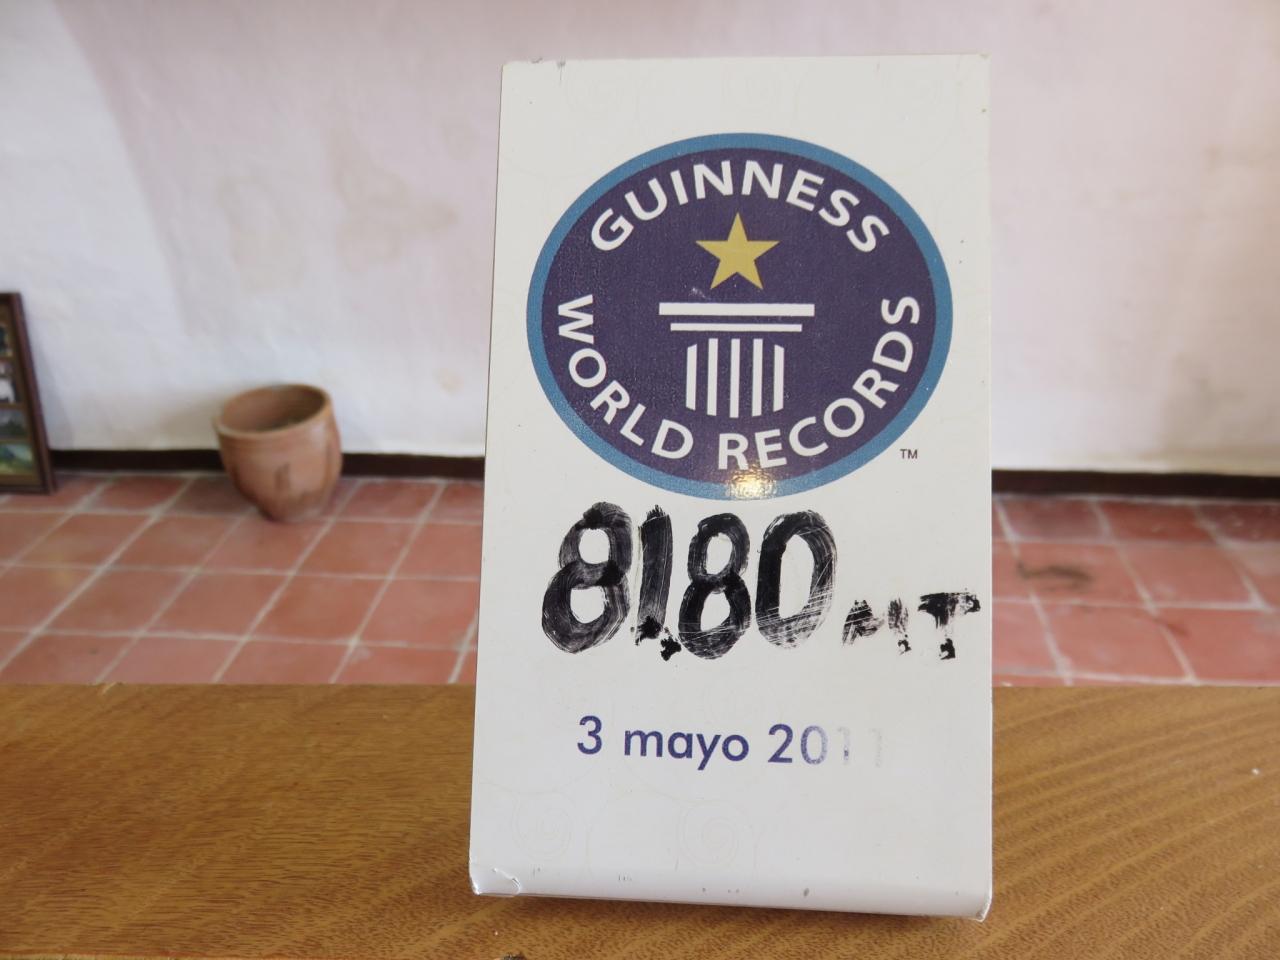 GUINNESS
WORLD RECORDS
TM
8180 MT
3 mayo 2011